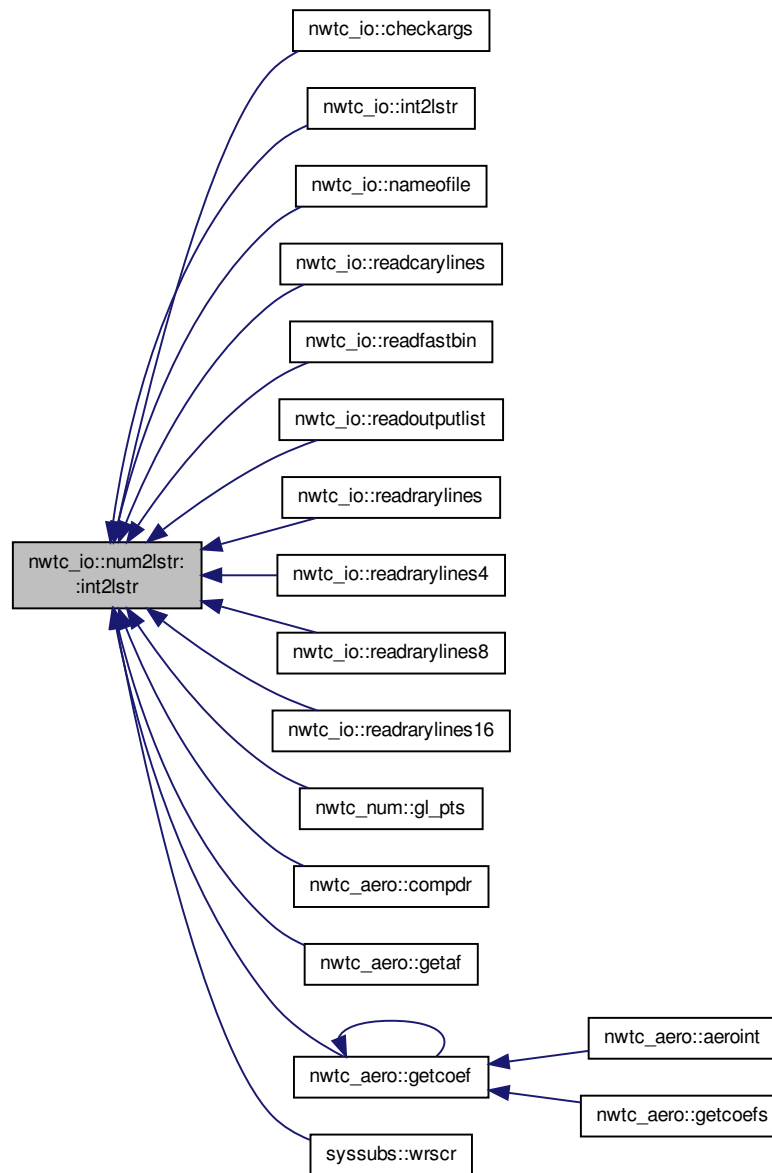 nwtc_io::checkargs
nwtc_io::int2lstr
nwtc_io::nameofile
nwtc_io::readcarylines
nwtc_io::readfastbin
nwtc_io::readoutputlist
nwtc_io::readrarylines
nwtc_io::num2lstr:
:int2lstr
nwtc_io::readrarylines4
nwtc_io::readrarylines8
nwtc_io::readrarylines16
nwtc_num::gl_pts
nwtc_aero::compdr
nwtc_aero::getaf
nwtc_aero::getcoef
nwtc_aero::aeroint
nwtc_aero::getcoefs
syssubs::wrscr